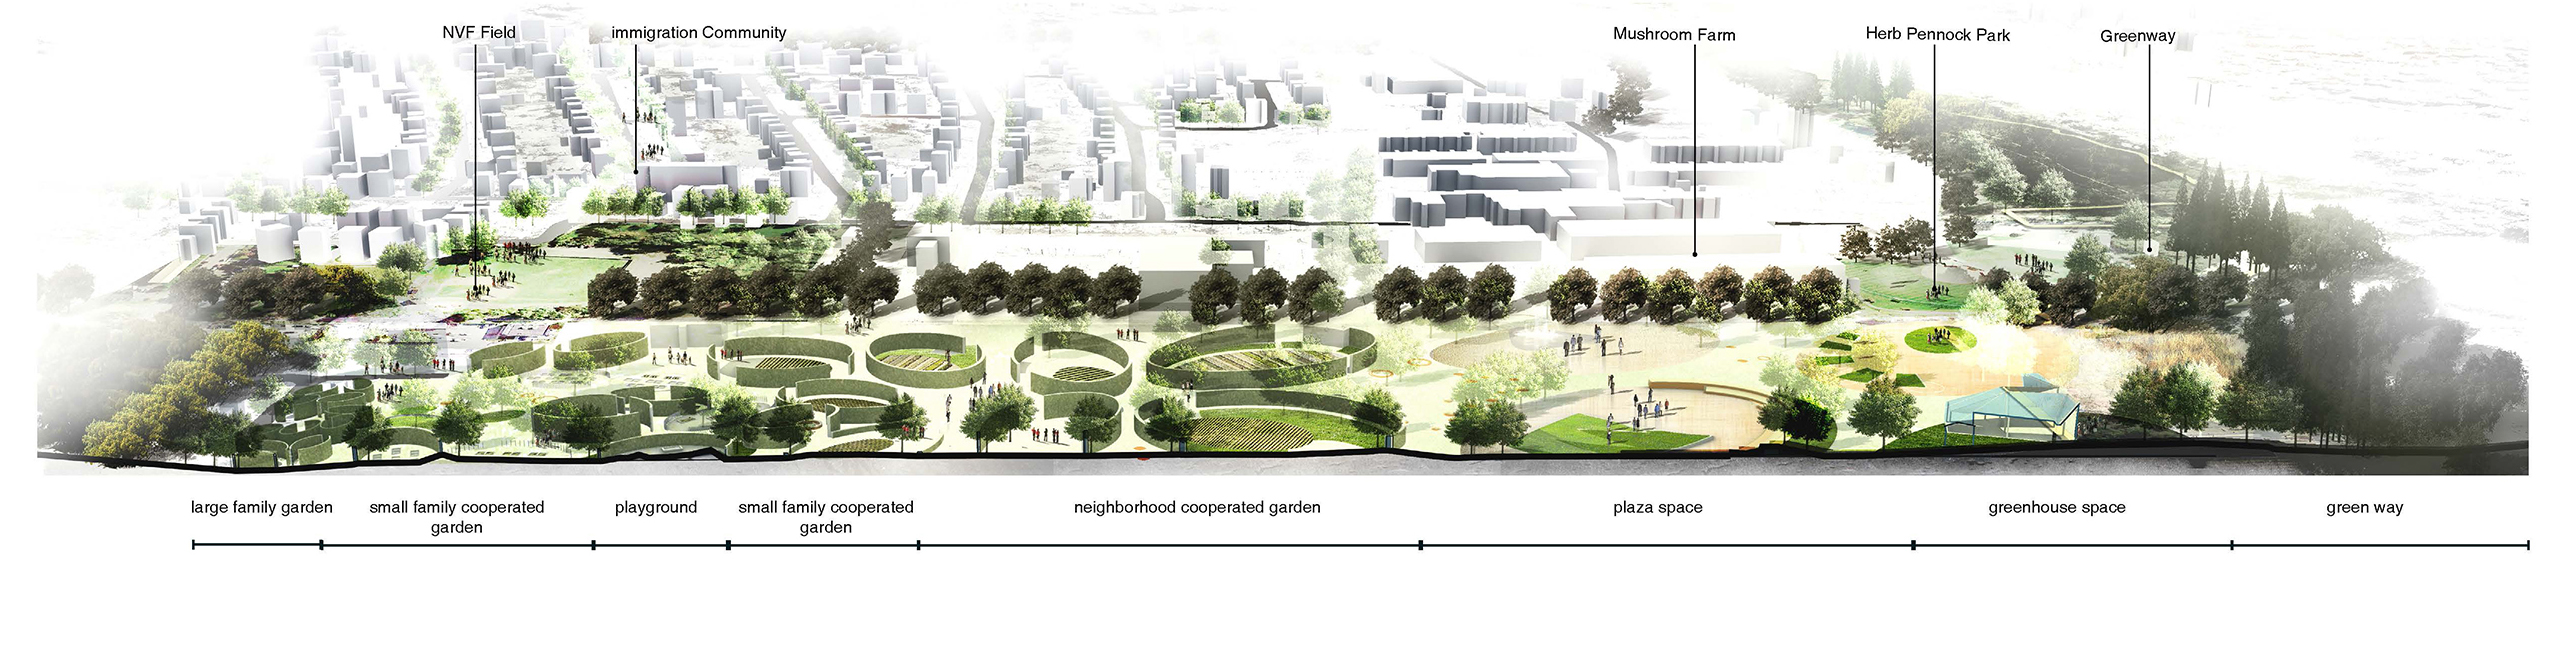 NVF Field
immigration Community
Mushroom Farm
Herb Pennock Park
Greenway
large family garden
small family cooperated
garden
playground
small family cooperated
garden
neighborhood cooperated garden
plaza space
greenhouse space
green way